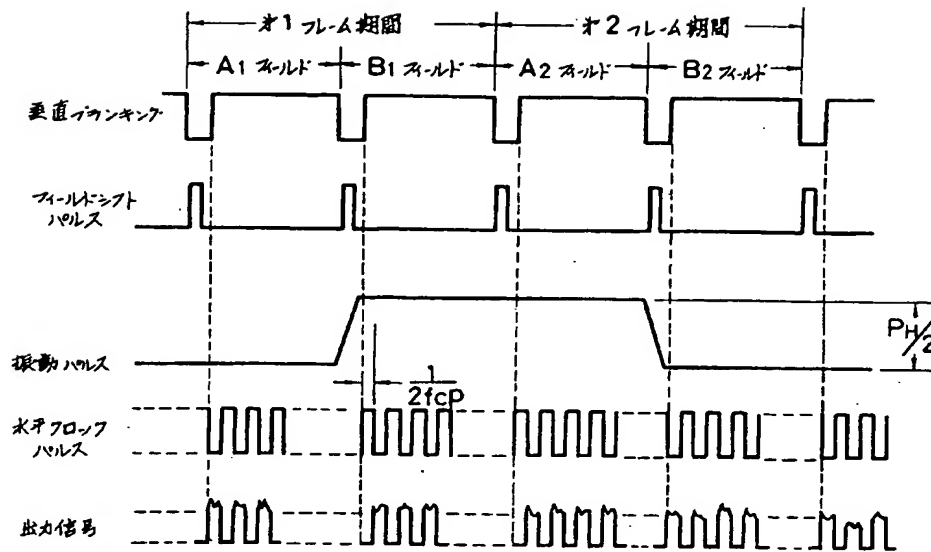 才1フレーム期間
才2フレーム期間
A1フィールド
B1フィールド
A2フィールド
B2フィールド
垂直ブランキング
フィールドシフト
パルス
振動パルス
PH/2
1/2fcp
水平クロック
パルス
出力信号